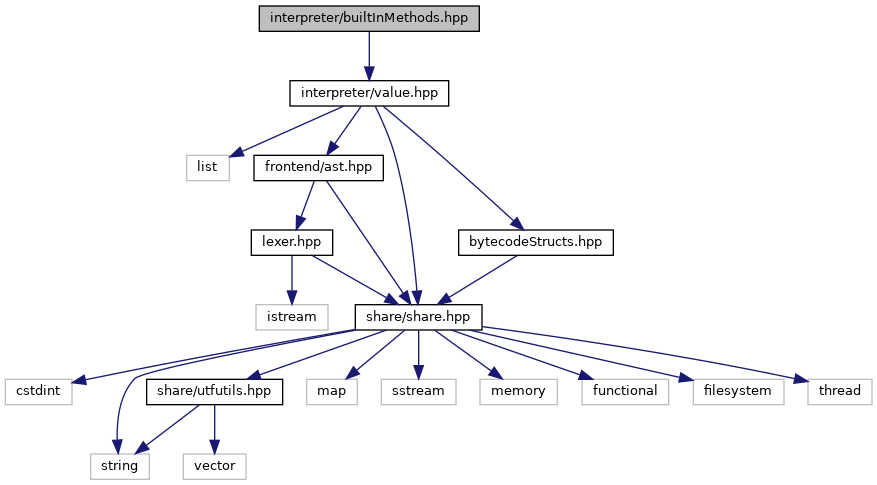 interpreter/builtInMethods.hpp
interpreter/value.hpp
list
frontend/ast.hpp
lexer.hpp
bytecodeStructs.hpp
istream
share/share.hpp
cstdint
share/utfutils.hpp
map
sstream
memory
functional
filesystem
thread
string
vector